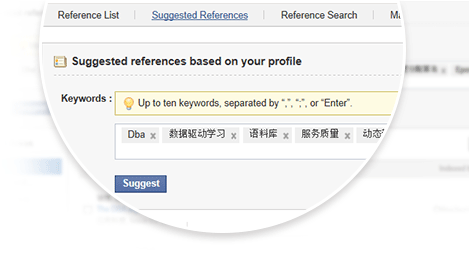 Reference List | Suggested References | Reference Search |
Suggested references based on your profile
Keywords : Up to ten keywords, separated by “,”, “;”, or “Enter”.
Dba x 数据驱动学习 x 语料库 x 服务质量 x 动态
Suggest